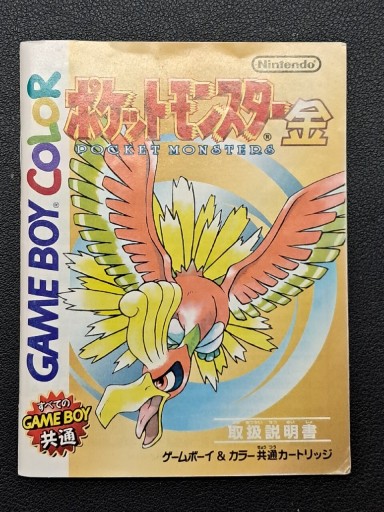 Nintendo
ポケットモンスター®金
POCKET MONSTERS
GAME BOY COLOR
すべての
GAME BOY
共通
取扱説明書
ゲームボーイ & カラー共通カートリッジ